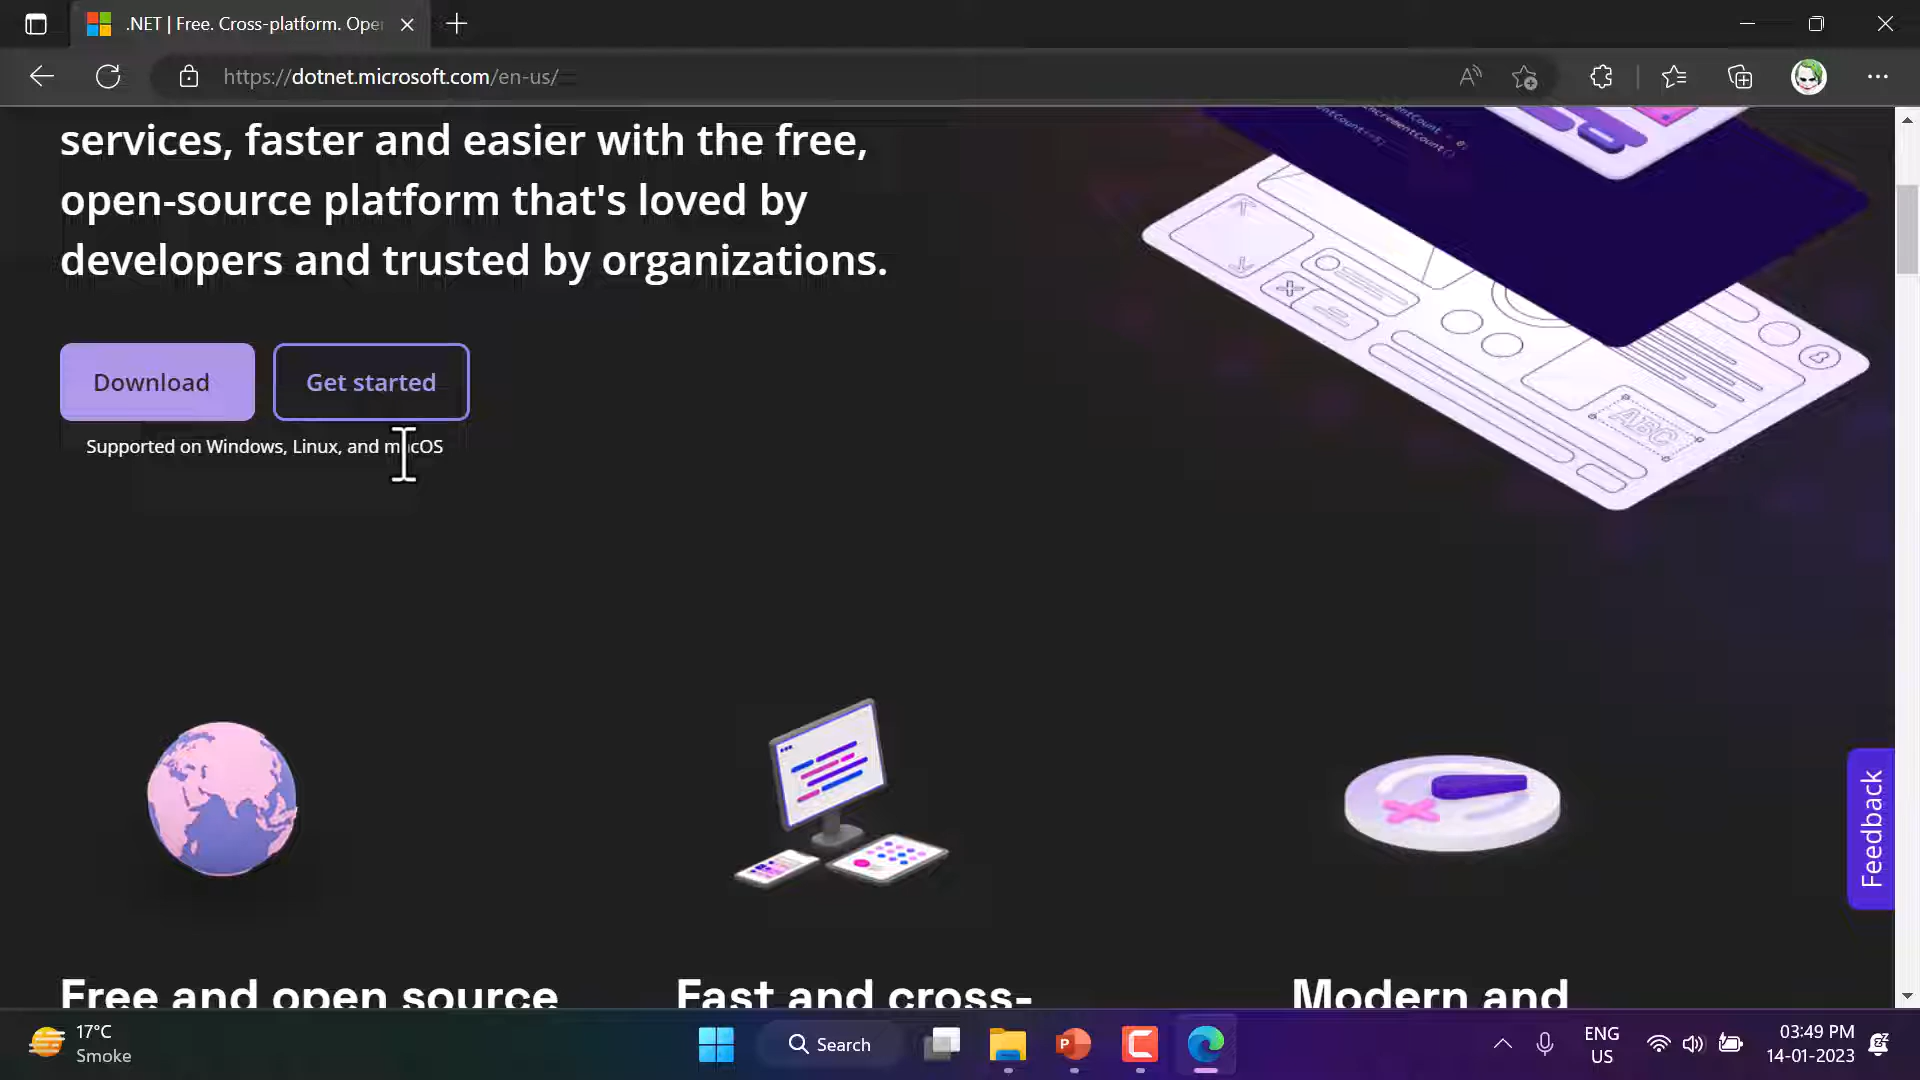 .NET | Free. Cross-platform. Ope
https://dotnet.microsoft.com/en-us/
services, faster and easier with the free,
open-source platform that's loved by
developers and trusted by organizations.
Download
Get started
Supported on Windows, Linux, and macOS
ABC
Feedback
Free and open source
Fast and cross-
Modern and
17°C
Smoke
Search
ENG
US
03:49 PM
14-01-2023